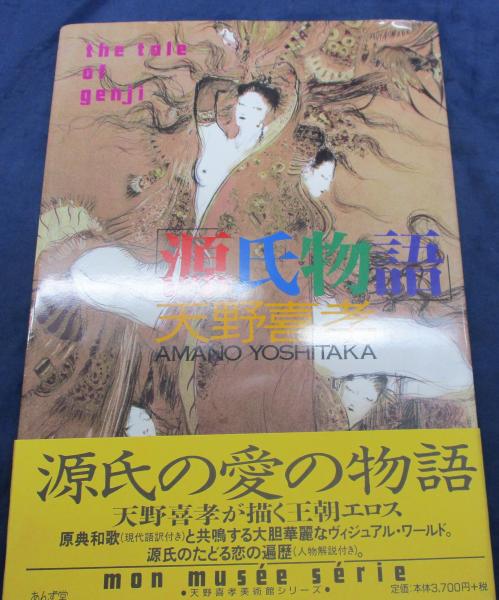 the tale
of
genji
源氏物語
天野喜孝
AMANO YOSHITAKA
源氏の愛の物語
天野喜孝が描く王朝エロス
原典和歌(現代語訳付き)と共鳴する大胆華麗なヴィジュアル・ワールド。
源氏のたどる恋の遍歴(人物解説付き)。
mon musée série
あんず堂
•天野喜孝美術館シリーズ•
定価:本体3,700円+税